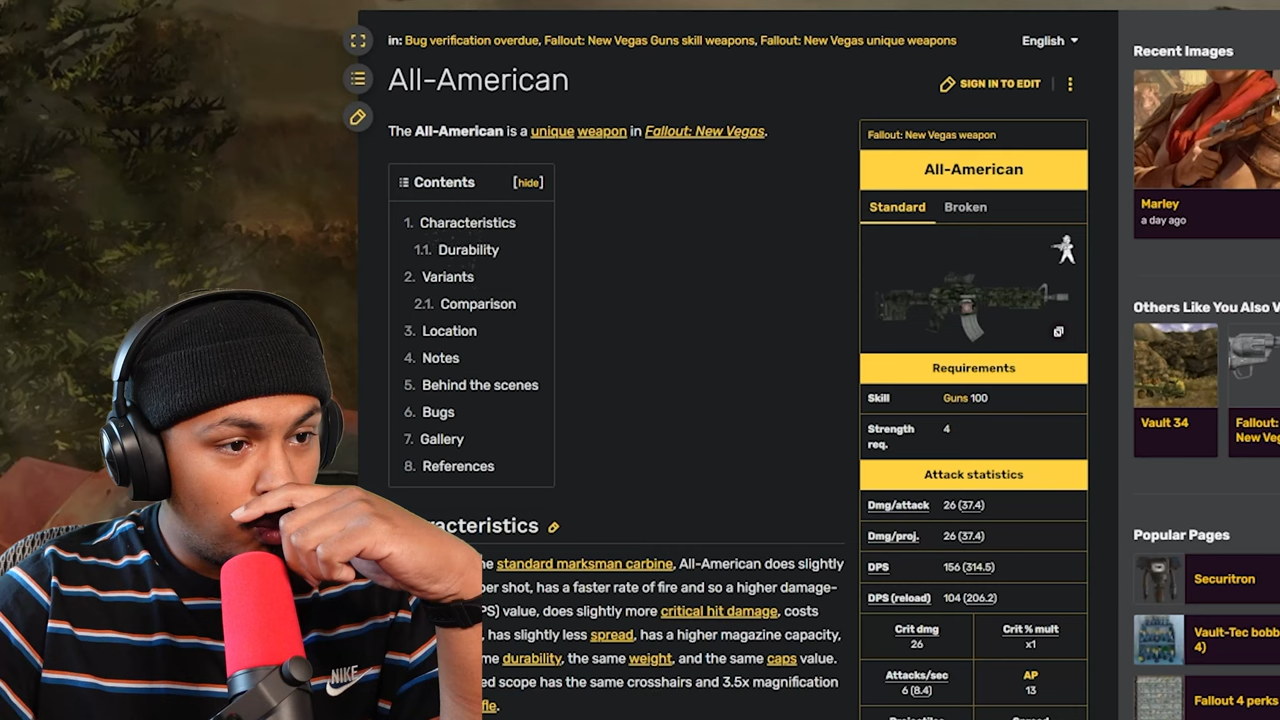 in: Bug verification overdue, Fallout: New Vegas Guns skill weapons, Fallout: New Vegas unique weapons
English
All-American
SIGN IN TO EDIT
The All-American is a unique weapon in Fallout: New Vegas.
Contents [hide]
1. Characteristics
1.1. Durability
2. Variants
2.1. Comparison
3. Location
4. Notes
5. Behind the scenes
6. Bugs
7. Gallery
8. References
racteristics
standard marksman carbine, All-American does slightly
per shot, has a faster rate of fire and so a higher damage-
PS) value, does slightly more critical hit damage, costs
, has slightly less spread, has a higher magazine capacity,
me durability, the same weight, and the same caps value.
ed scope has the same crosshairs and 3.5x magnification
fle.
Fallout: New Vegas weapon
All-American
Standard Broken
Requirements
Skill Guns 100
Strength req. 4
Attack statistics
Dmg/attack 26 (37.4)
Dmg/proj. 26 (37.4)
DPS 156 (314.5)
DPS (reload) 104 (206.2)
Crit dmg Crit % mult
26 x1
Attacks/sec AP
6 (8.4) 13
Projectiles Spread
Recent Images
Marley
a day ago
Others Like You Also V
Vault 34
Fallout:
New Veg
Popular Pages
Securitron
Vault-Tec bobb
4)
Fallout 4 perks
NIKE